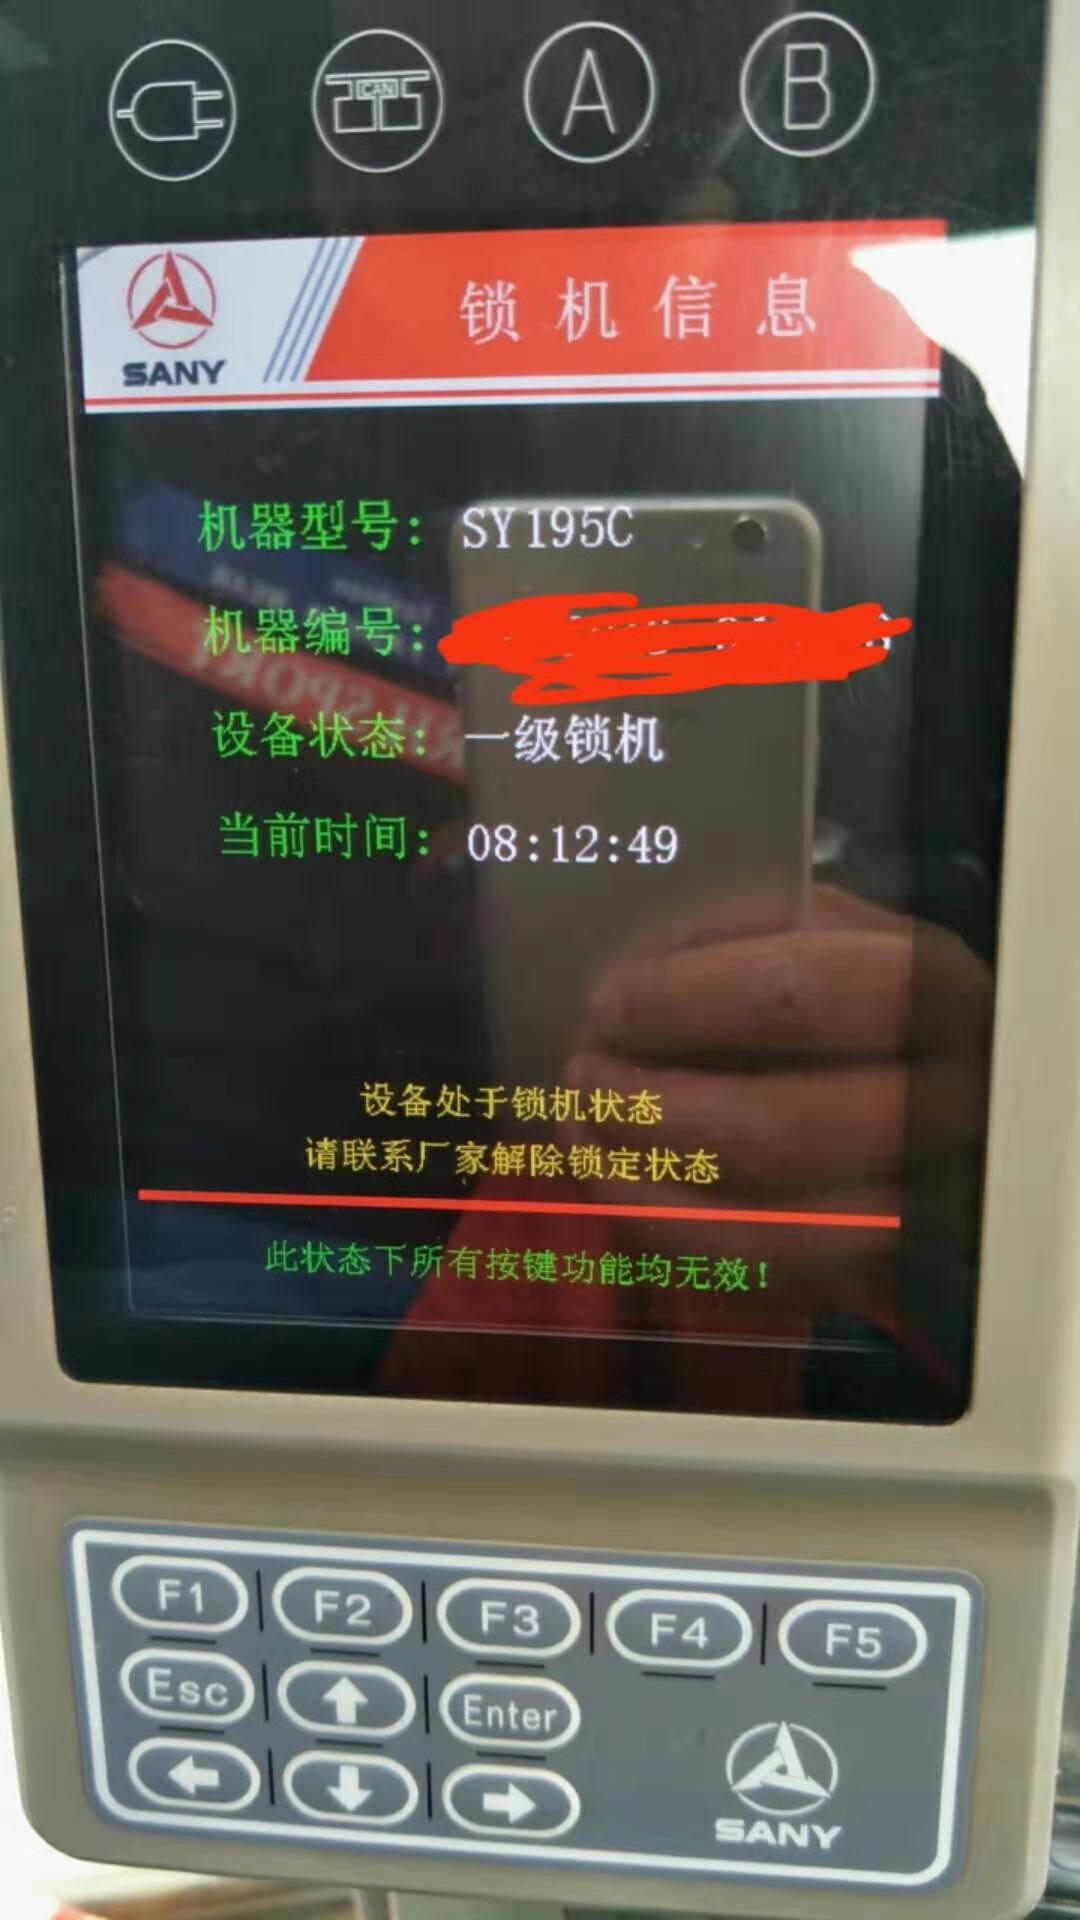 CAN
A
B
SANY
锁机信息
机器型号： SY195C
机器编号：
设备状态： 一级锁机
当前时间： 08:12:49
设备处于锁机状态
请联系厂家解除锁定状态
此状态下所有按键功能均无效！
F1 F2 F3 F4 F5
Esc Enter
SANY